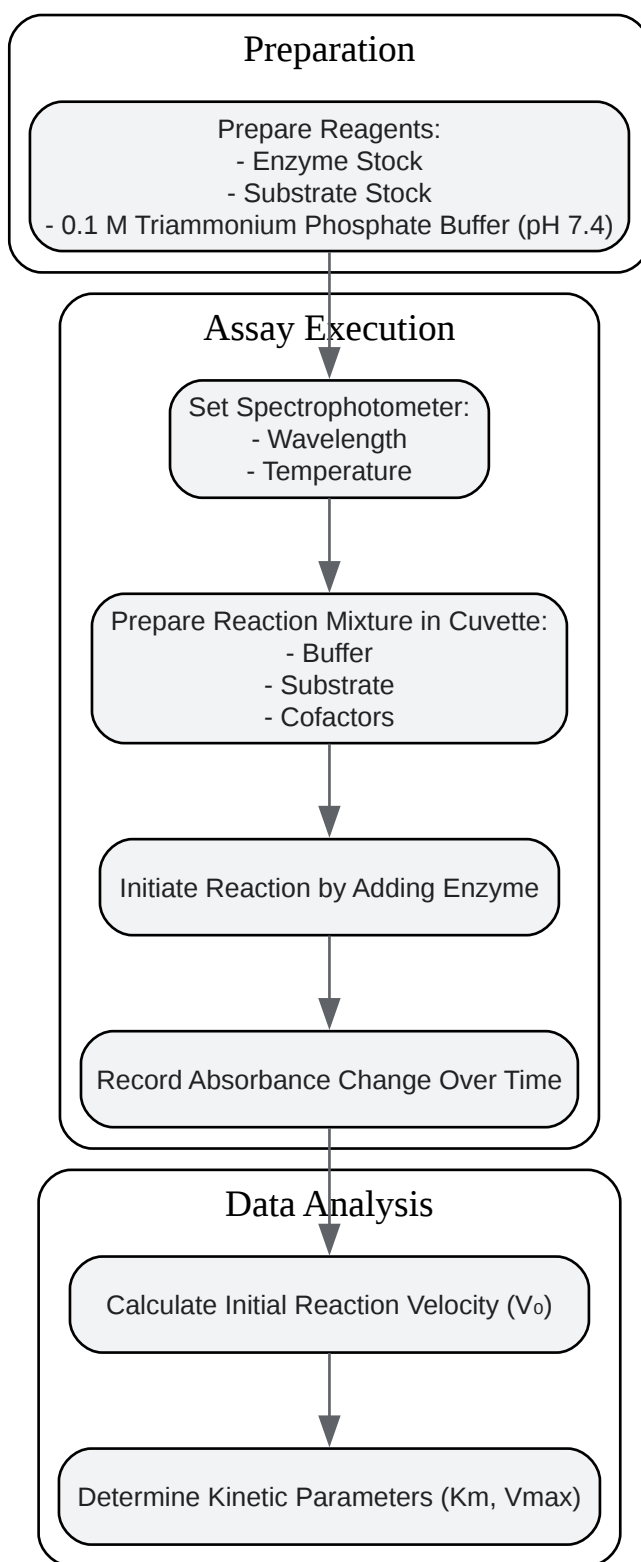 Preparation
Prepare Reagents:
- Enzyme Stock
- Substrate Stock
- 0.1 M Triammonium Phosphate Buffer (pH 7.4)
Assay Execution
Set Spectrophotometer:
- Wavelength
- Temperature
Prepare Reaction Mixture in Cuvette:
- Buffer
- Substrate
- Cofactors
Initiate Reaction by Adding Enzyme
Record Absorbance Change Over Time
Data Analysis
Calculate Initial Reaction Velocity (V₀)
Determine Kinetic Parameters (Km, Vmax)